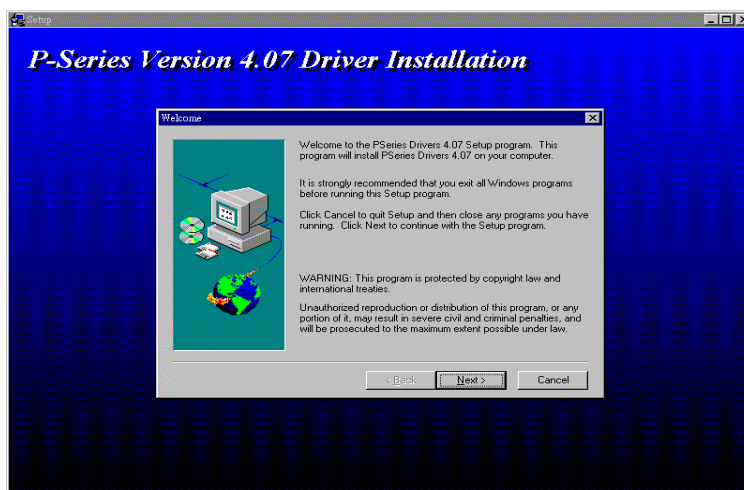 Setup
P-Series Version 4.07 Driver Installation
Welcome
Welcome to the PSeries Drivers 4.07 Setup program. This
program will install PSeries Drivers 4.07 on your computer.
It is strongly recommended that you exit all Windows programs
before running this Setup program.
Click Cancel to quit Setup and then close any programs you have
running. Click Next to continue with the Setup program.
WARNING: This program is protected by copyright law and
international treaties.
Unauthorized reproduction or distribution of this program, or any
portion of it, may result in severe civil and criminal penalties, and
will be prosecuted to the maximum extent possible under law.
< Back Next > Cancel